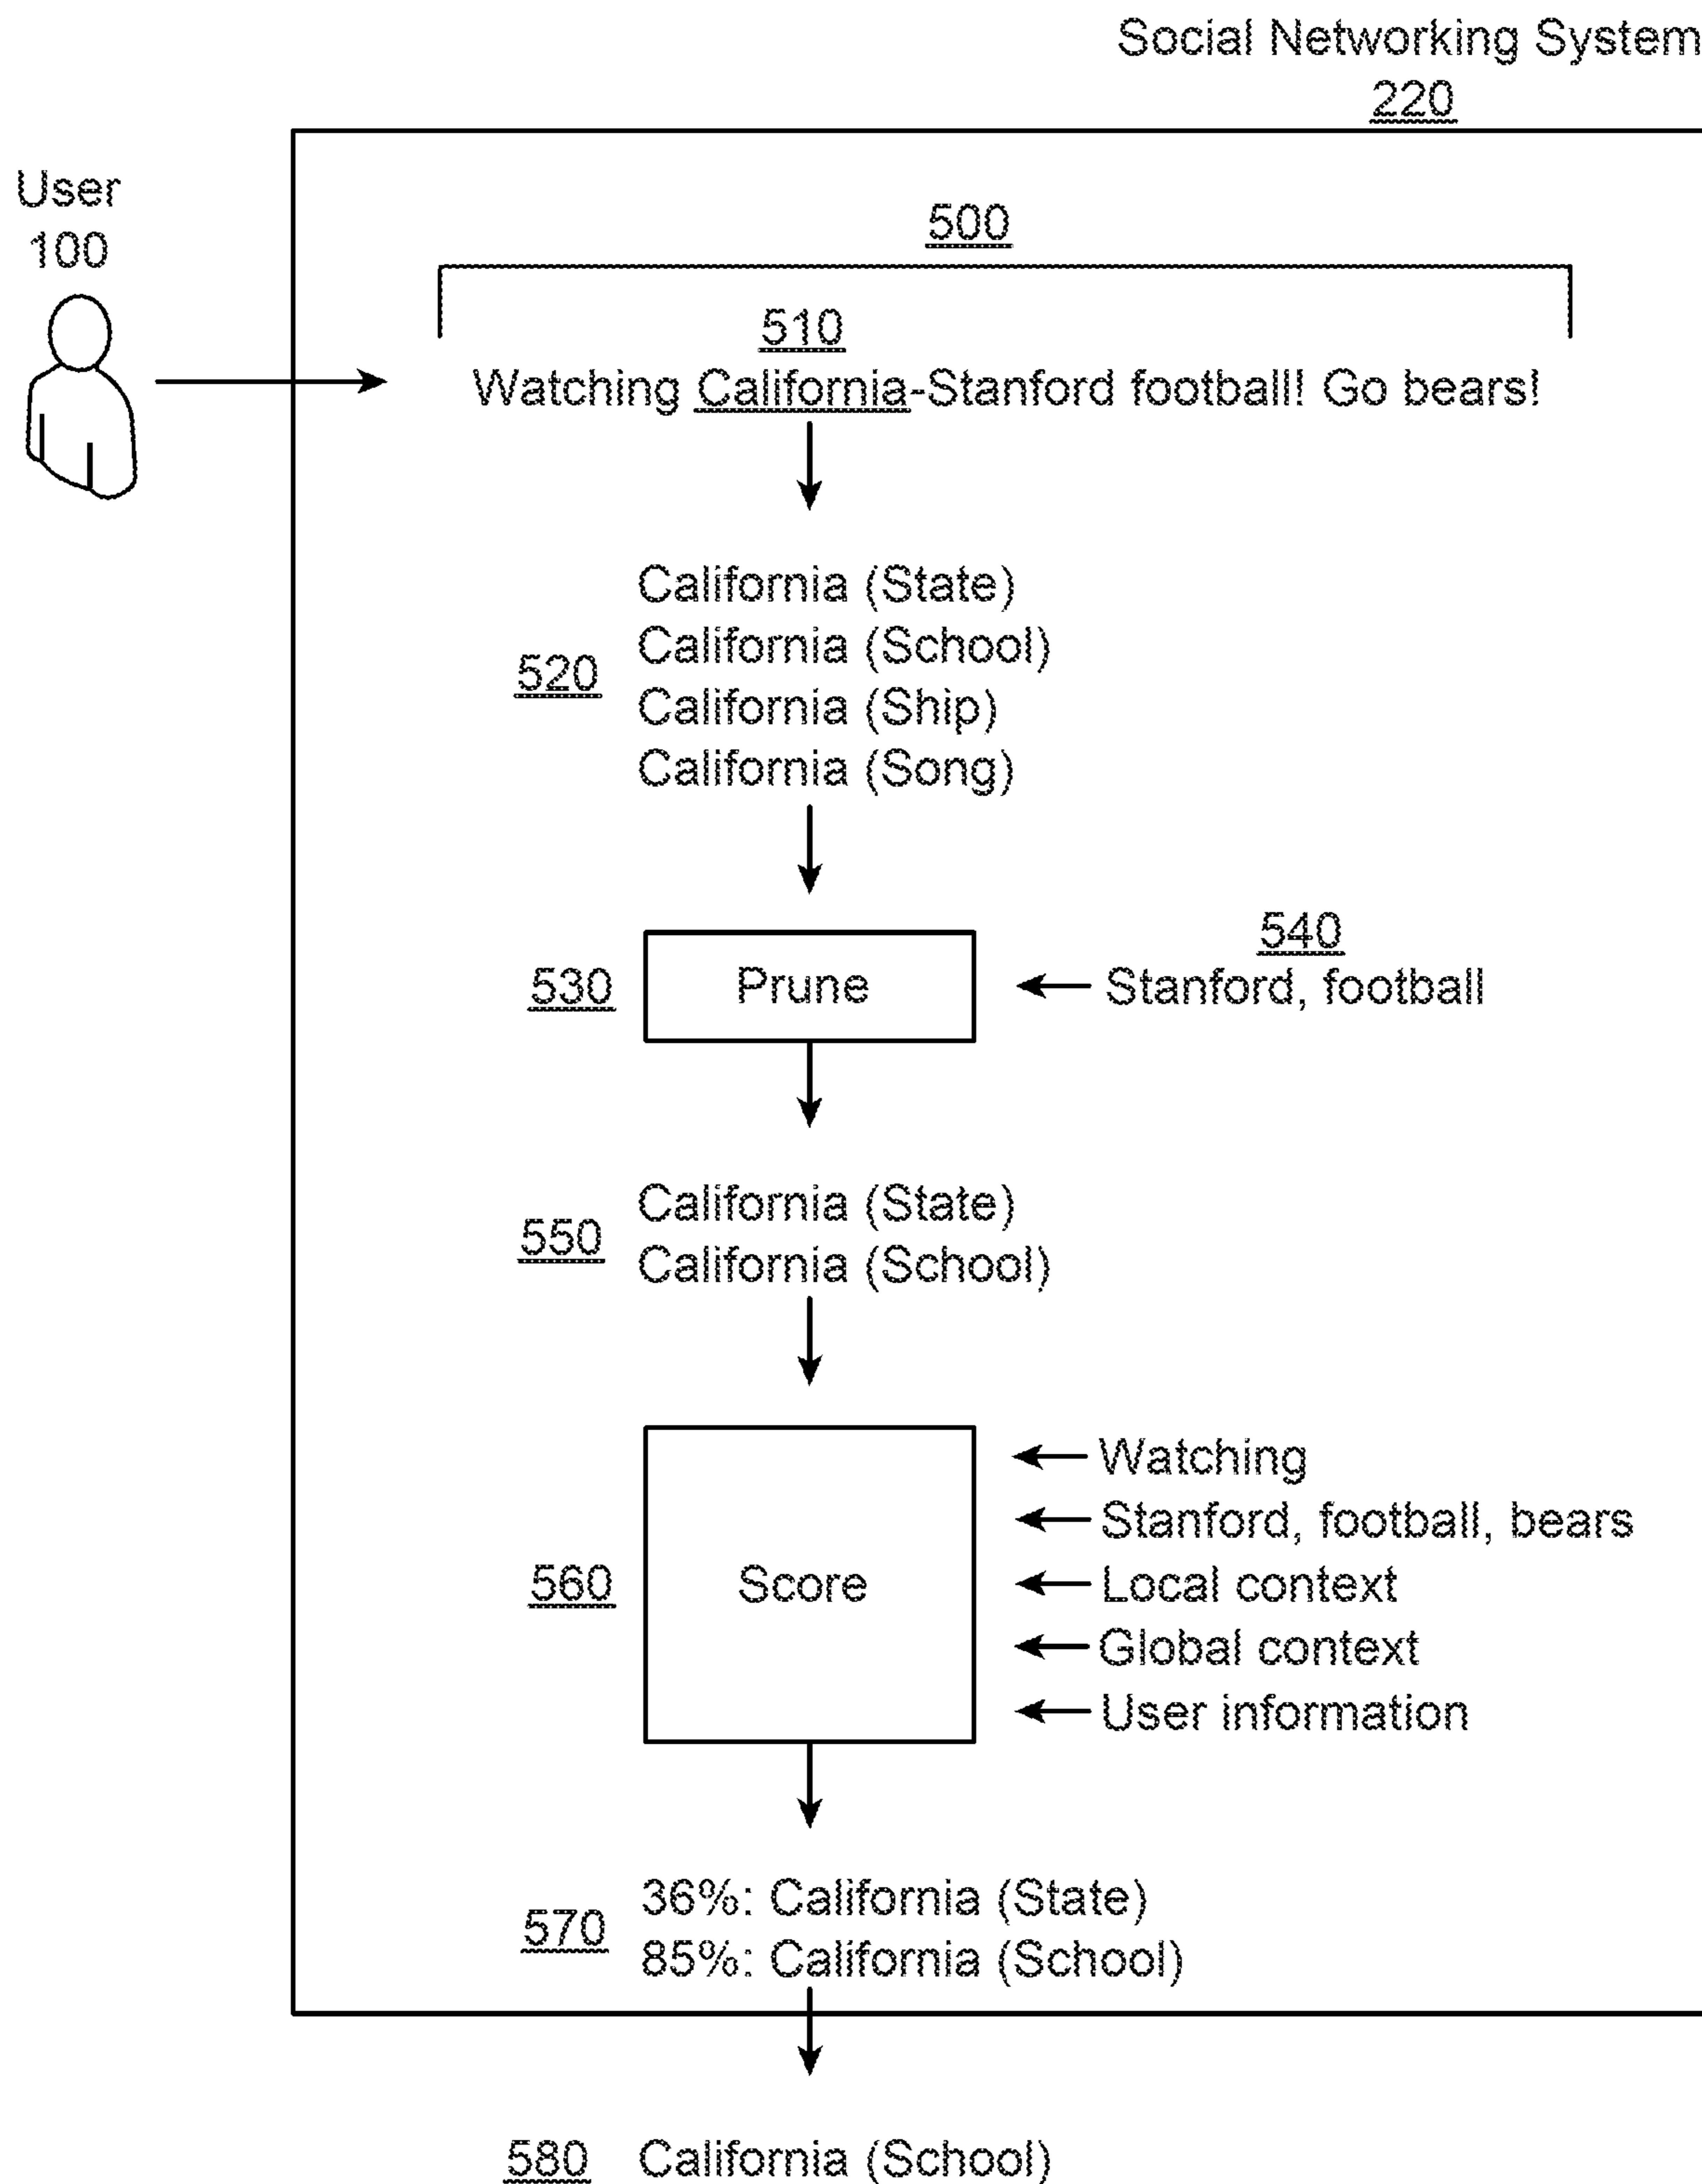 Social Networking System
220
User
100
500
510
Watching California-Stanford football! Go bears!
California (State)
California (School)
520
California (Ship)
California (Song)
540
530
Prune
Stanford, football
California (State)
550
California (School)
Watching
Stanford, football, bears
560
Score
Local context
Global context
User information
36%: California (State)
570
85%: California (School)
580 California (School)